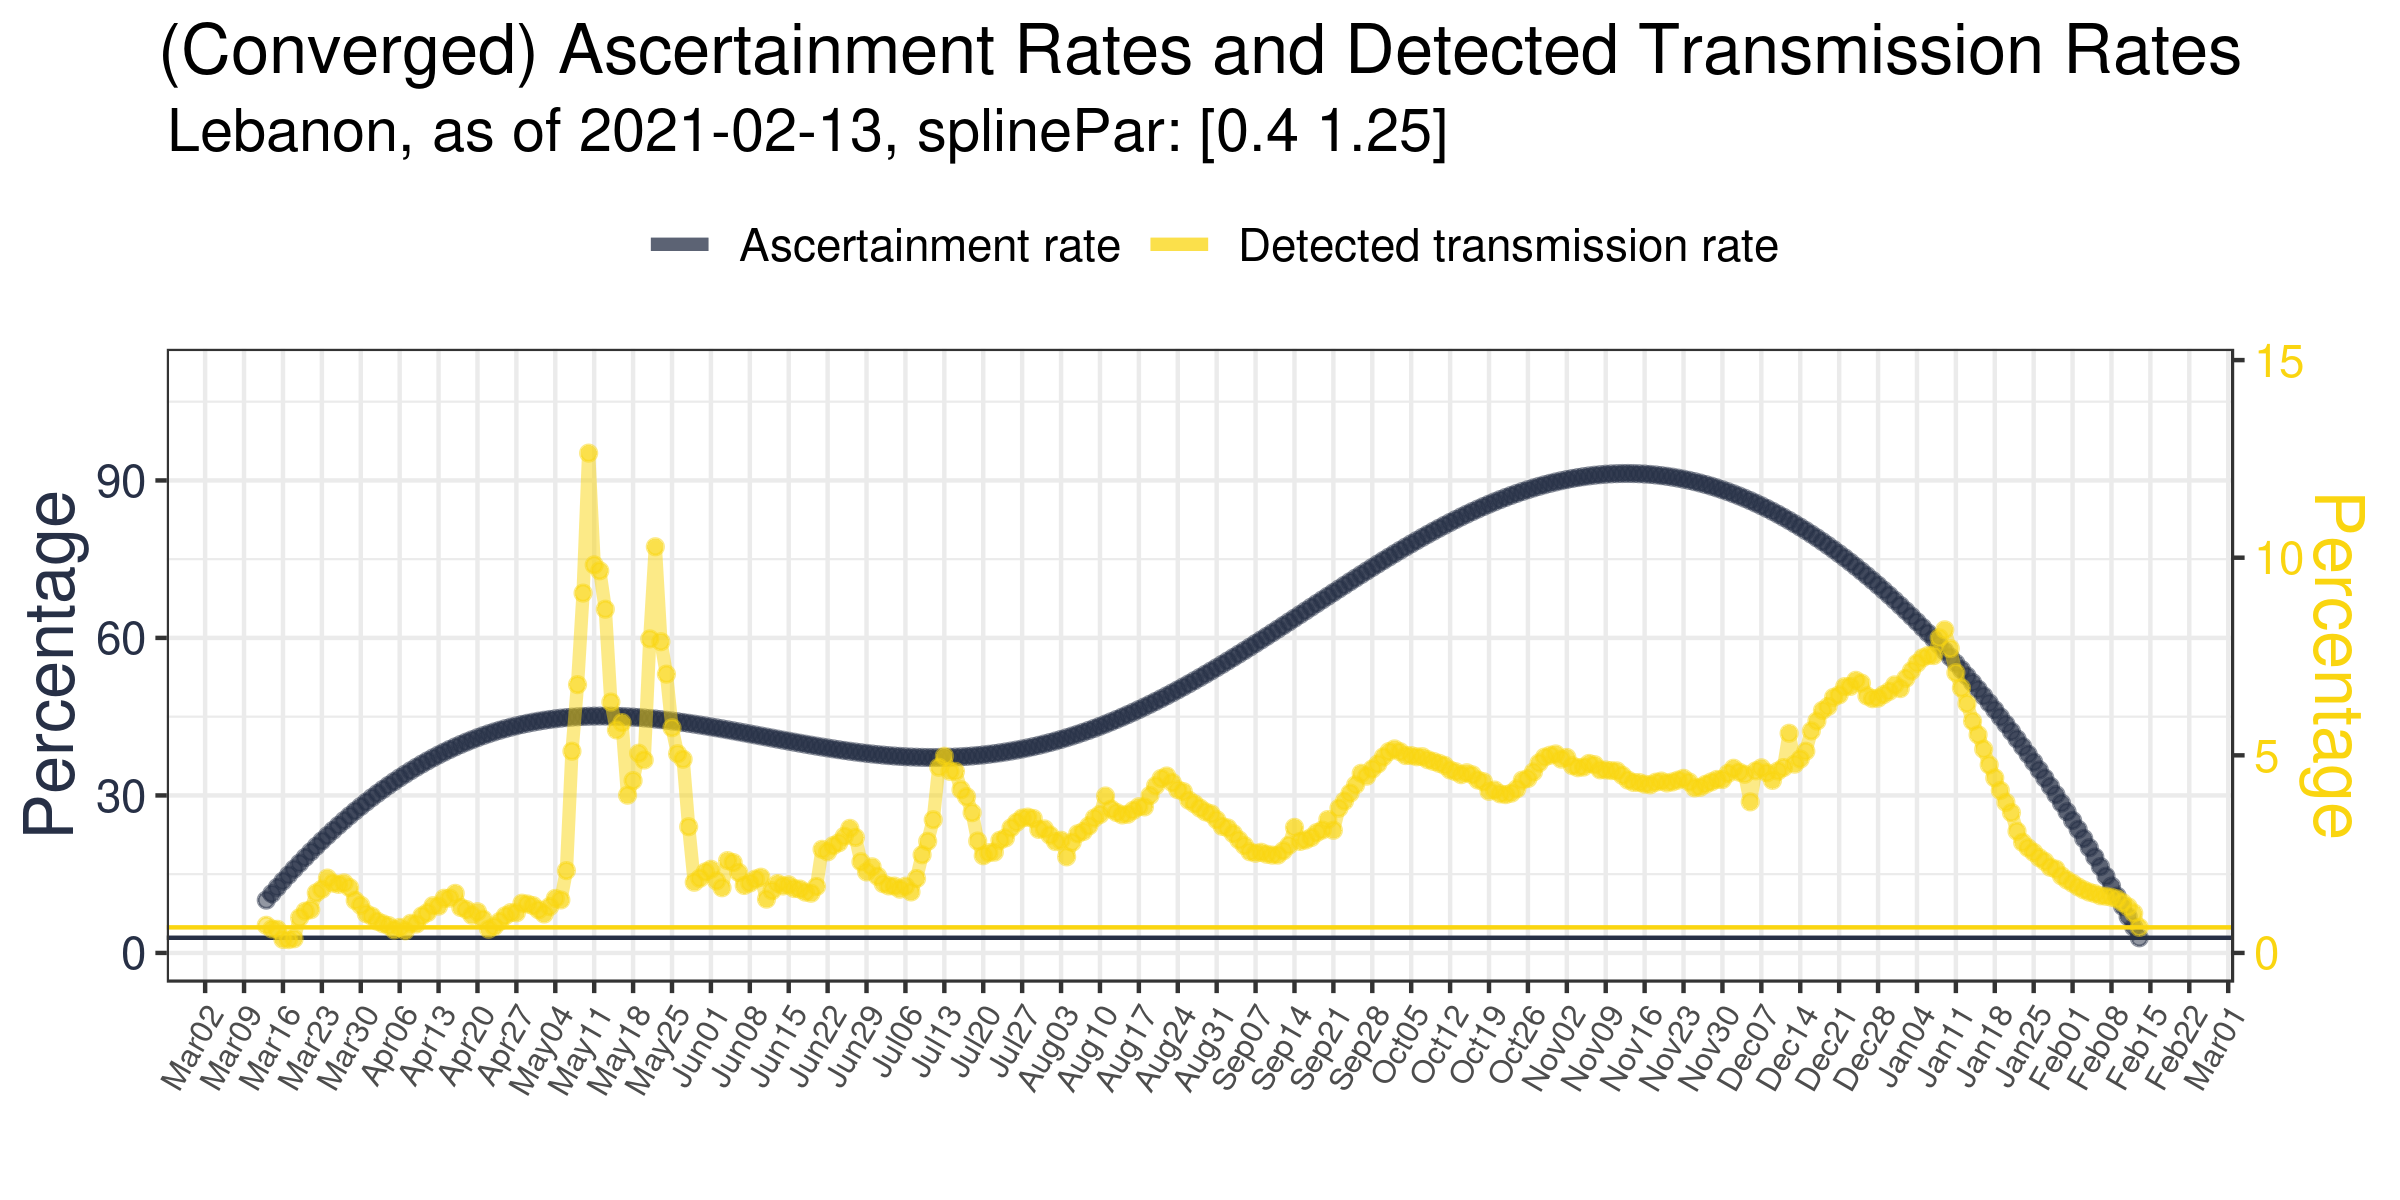 (Converged) Ascertainment Rates and Detected Transmission Rates
Lebanon, as of 2021-02-13, splinePar: [0.4 1.25]
Ascertainment rate
Detected transmission rate
Percentage
90
60
30
0
15
10
5
0
Percentage
Mar02
Mar09
Mar16
Mar23
Mar30
Apr06
Apr13
Apr20
Apr27
May04
May11
May18
May25
Jun01
Jun08
Jun15
Jun22
Jun29
Jul06
Jul13
Jul20
Jul27
Aug03
Aug10
Aug17
Aug24
Aug31
Sep07
Sep14
Sep21
Sep28
Oct05
Oct12
Oct19
Oct26
Nov02
Nov09
Nov16
Nov23
Nov30
Dec07
Dec14
Dec21
Dec28
Jan04
Jan11
Jan18
Jan25
Feb01
Feb08
Feb15
Feb22
Mar01